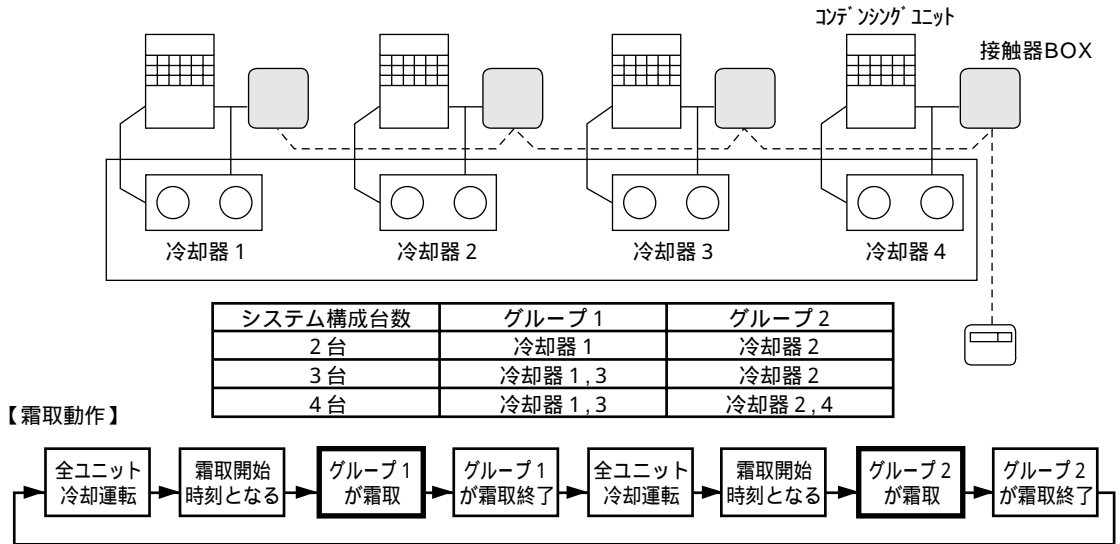 コンデンシングユニット
接触器BOX
冷却器1
冷却器2
冷却器3
冷却器4
システム構成台数 グループ1 グループ2
2台 冷却器1 冷却器2
3台 冷却器1,3 冷却器2
4台 冷却器1,3 冷却器2,4
【霜取動作】
全ユニット
冷却運転
霜取開始
時刻となる
グループ1
が霜取
グループ1
が霜取終了
全ユニット
冷却運転
霜取開始
時刻となる
グループ2
が霜取
グループ2
が霜取終了